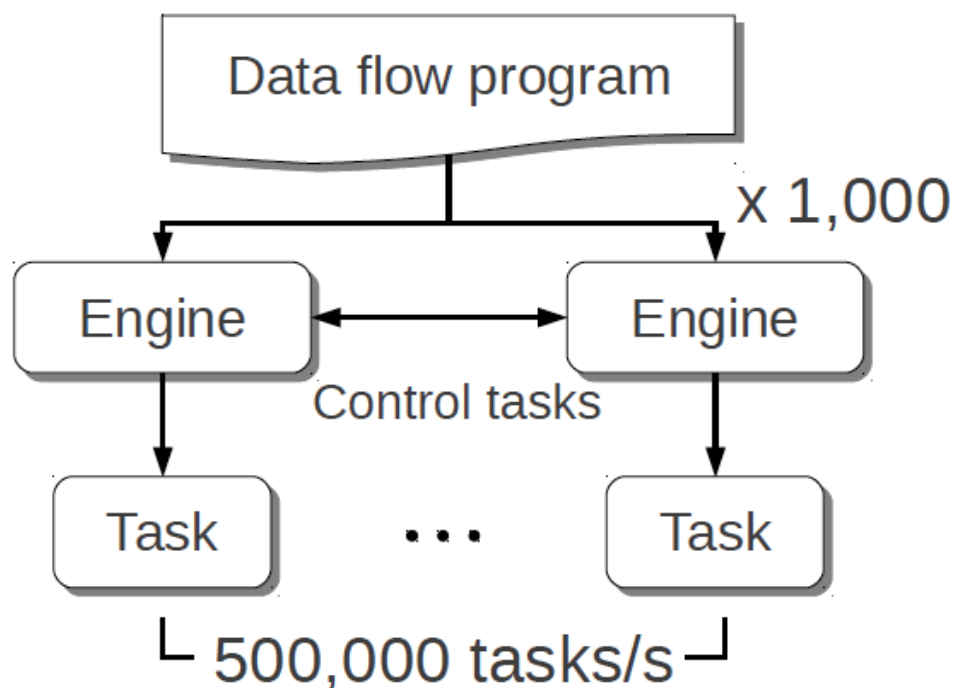 Data flow program
x 1,000
Engine
Engine
Control tasks
Task
...
Task
500,000 tasks/s